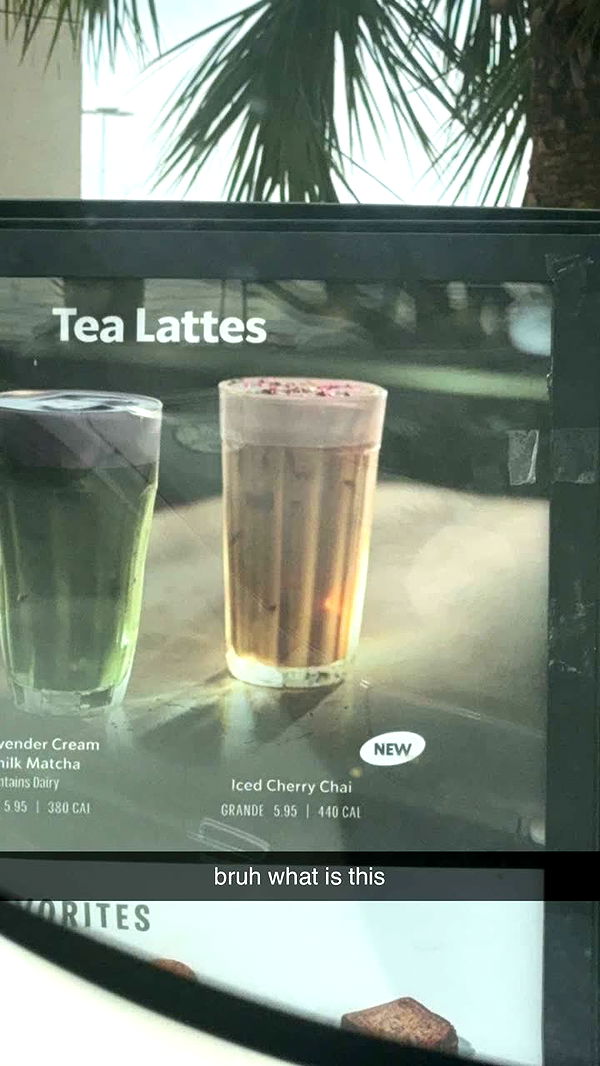 Tea Lattes
vender Cream
nilk Matcha
ntains Dairy
5.95 | 380 CAL
NEW
Iced Cherry Chai
GRANDE 5.95 | 440 CAL
bruh what is this
VORITES